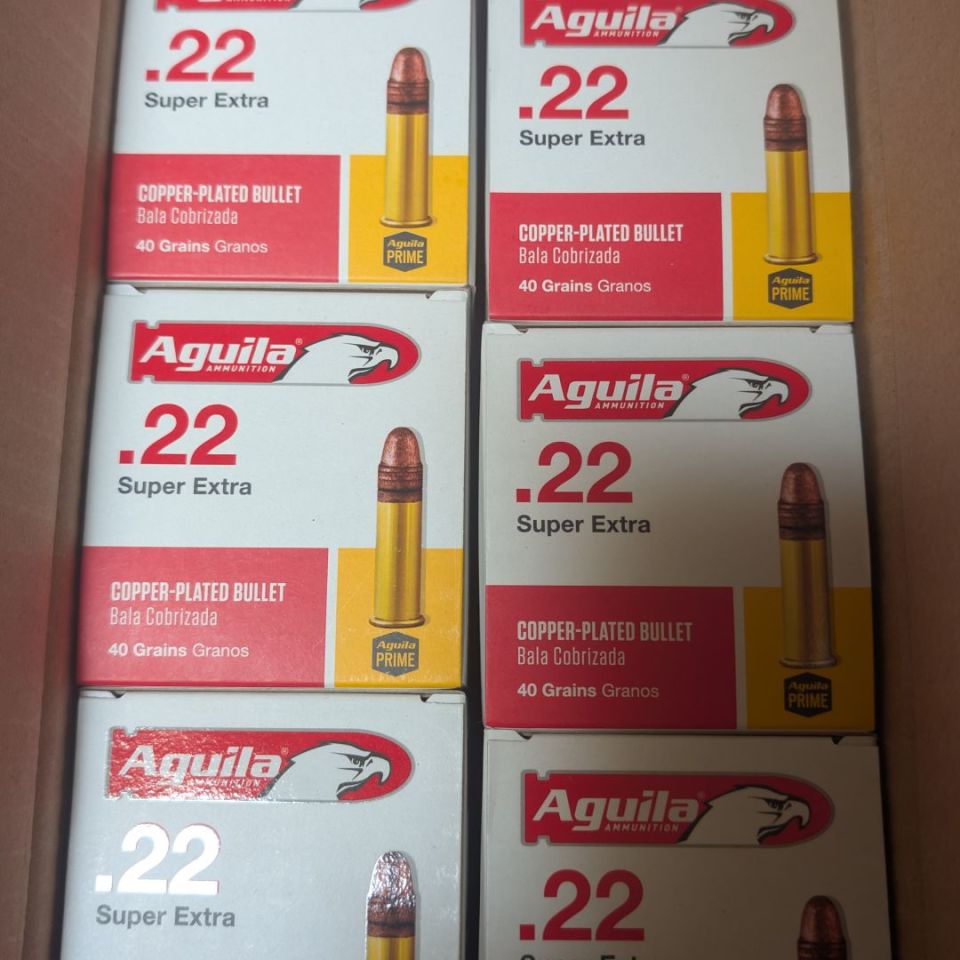 AMMUNITION
.22
Super Extra
COPPER-PLATED BULLET
Bala Cobrizada
40 Grains Granos
Aguila
PRIME
Aguila®
AMMUNITION
.22
Super Extra
COPPER-PLATED BULLET
Bala Cobrizada
40 Grains Granos
Aguila
PRIME
Aguila®
AMMUNITION
.22
Super Extra
COPPER-PLATED BULLET
Bala Cobrizada
40 Grains Granos
Aguila
PRIME
Aguila®
AMMUNITION
.22
Super Extra
COPPER-PLATED BULLET
Bala Cobrizada
40 Grains Granos
Aguila
PRIME
Aguila®
AMMUNITION
.22
Super Extra
Aguila®
AMMUNITION
.22